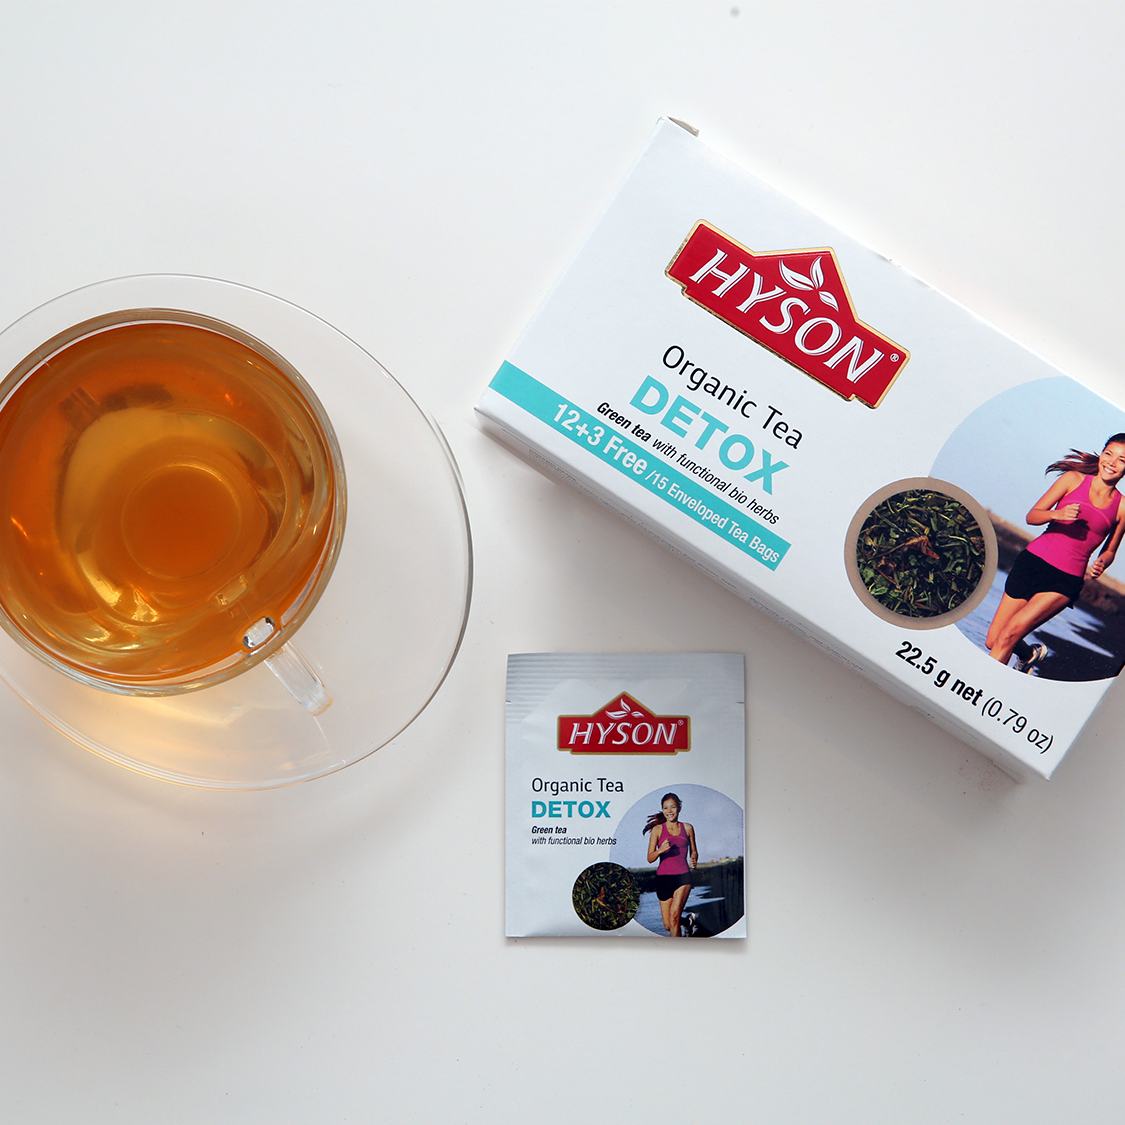 HYSON®
Organic Tea
DETOX
Green tea with functional bio herbs
12+3 Free /15 Enveloped Tea Bags
22.5 g net (0.79 oz)
HYSON®
Organic Tea
DETOX
Green tea
with functional bio herbs